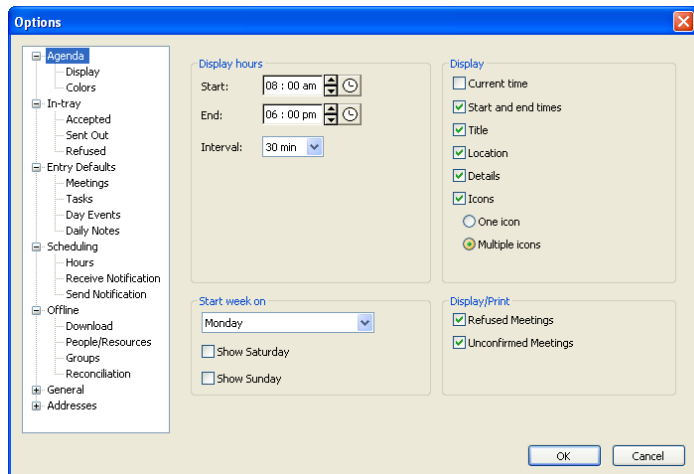 Options
Agenda
Display
Colors
In-tray
Accepted
Sent Out
Refused
Entry Defaults
Meetings
Tasks
Day Events
Daily Notes
Scheduling
Hours
Receive Notification
Send Notification
Offline
Download
People/Resources
Groups
Reconciliation
General
Addresses
Display hours
Start: 08 : 00 am
End: 06 : 00 pm
Interval: 30 min
Display
Current time
Start and end times
Title
Location
Details
Icons
One icon
Multiple icons
Start week on
Monday
Show Saturday
Show Sunday
Display/Print
Refused Meetings
Unconfirmed Meetings
OK Cancel